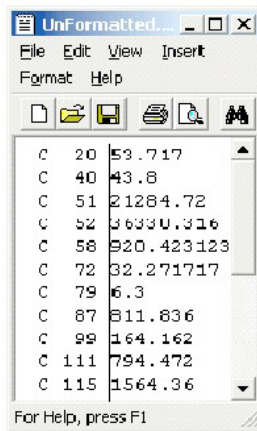 UnFormatted....
File Edit View Insert
Format Help
C 20 53.717
C 40 43.8
C 51 21284.72
C 52 36330.316
C 58 920.423123
C 72 32.271717
C 79 6.3
C 87 811.836
C 99 164.162
C 111 794.472
C 115 1564.36
For Help, press F1